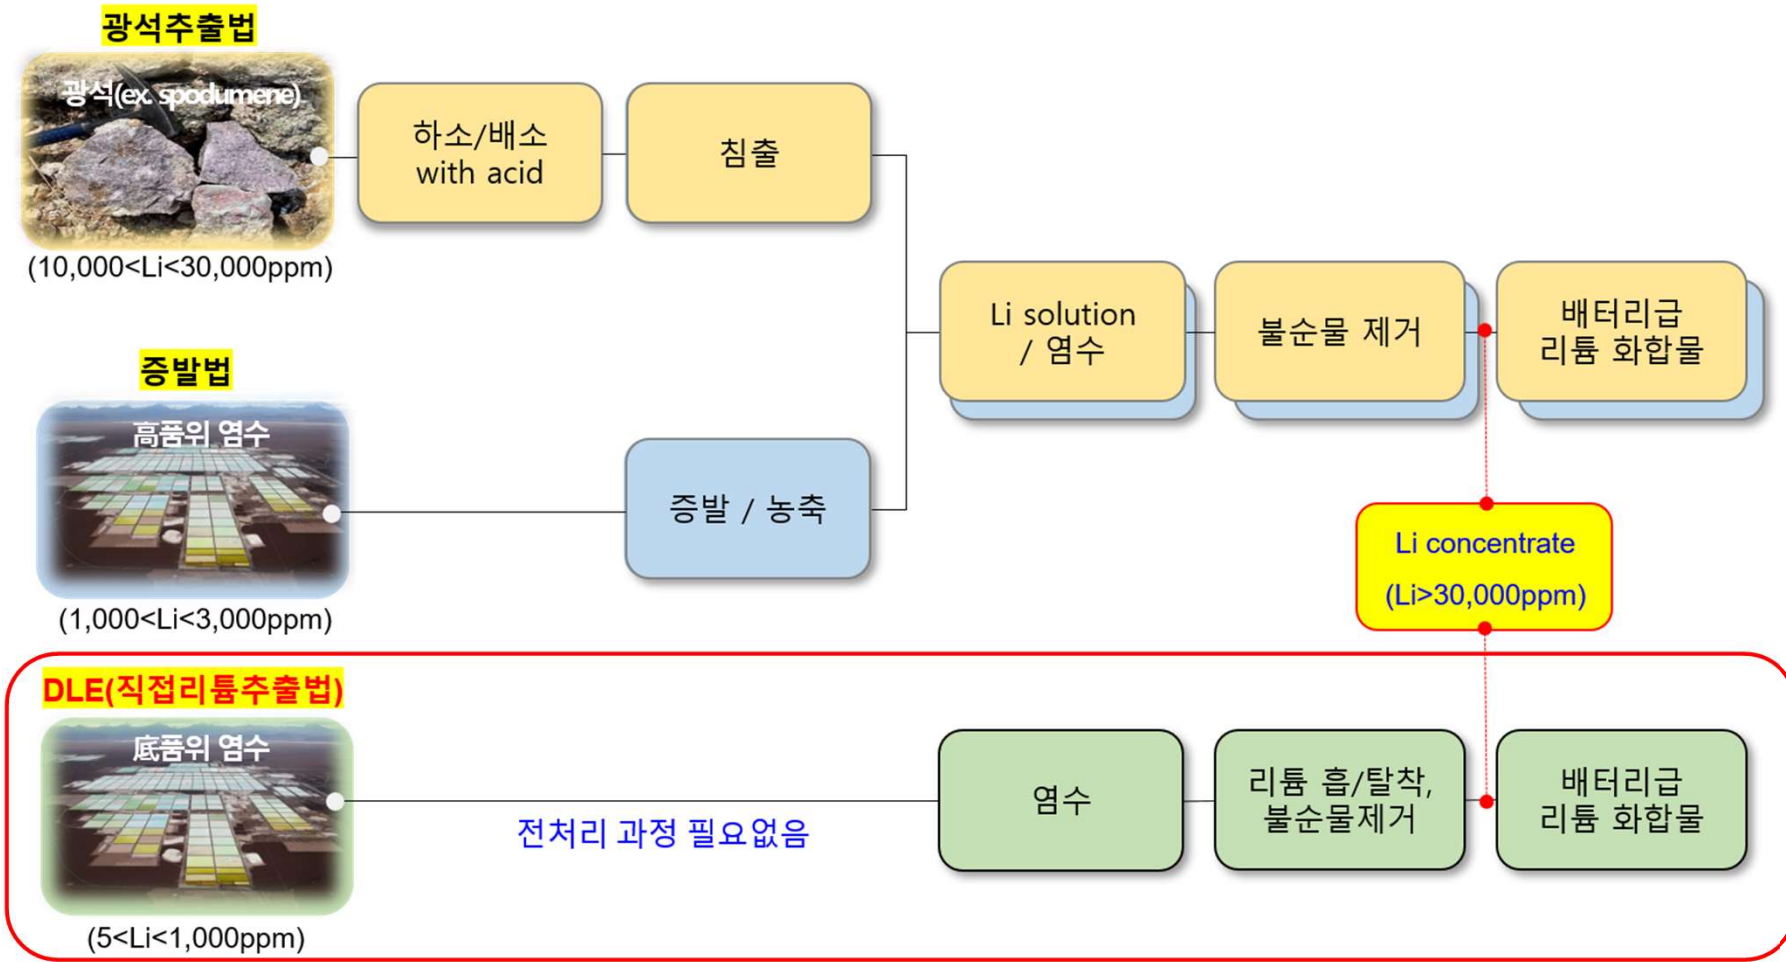 광석추출법
광석(ex. spodumene)
(10,000<Li<30,000ppm)
하소/배소
with acid
침출
증발법
高품위 염수
(1,000<Li<3,000ppm)
증발 / 농축
Li solution
/ 염수
불순물 제거
배터리급
리튬 화합물
Li concentrate
(Li>30,000ppm)
DLE(직접리튬추출법)
底품위 염수
(5<Li<1,000ppm)
전처리 과정 필요없음
염수
리튬 흡/탈착,
불순물제거
배터리급
리튬 화합물